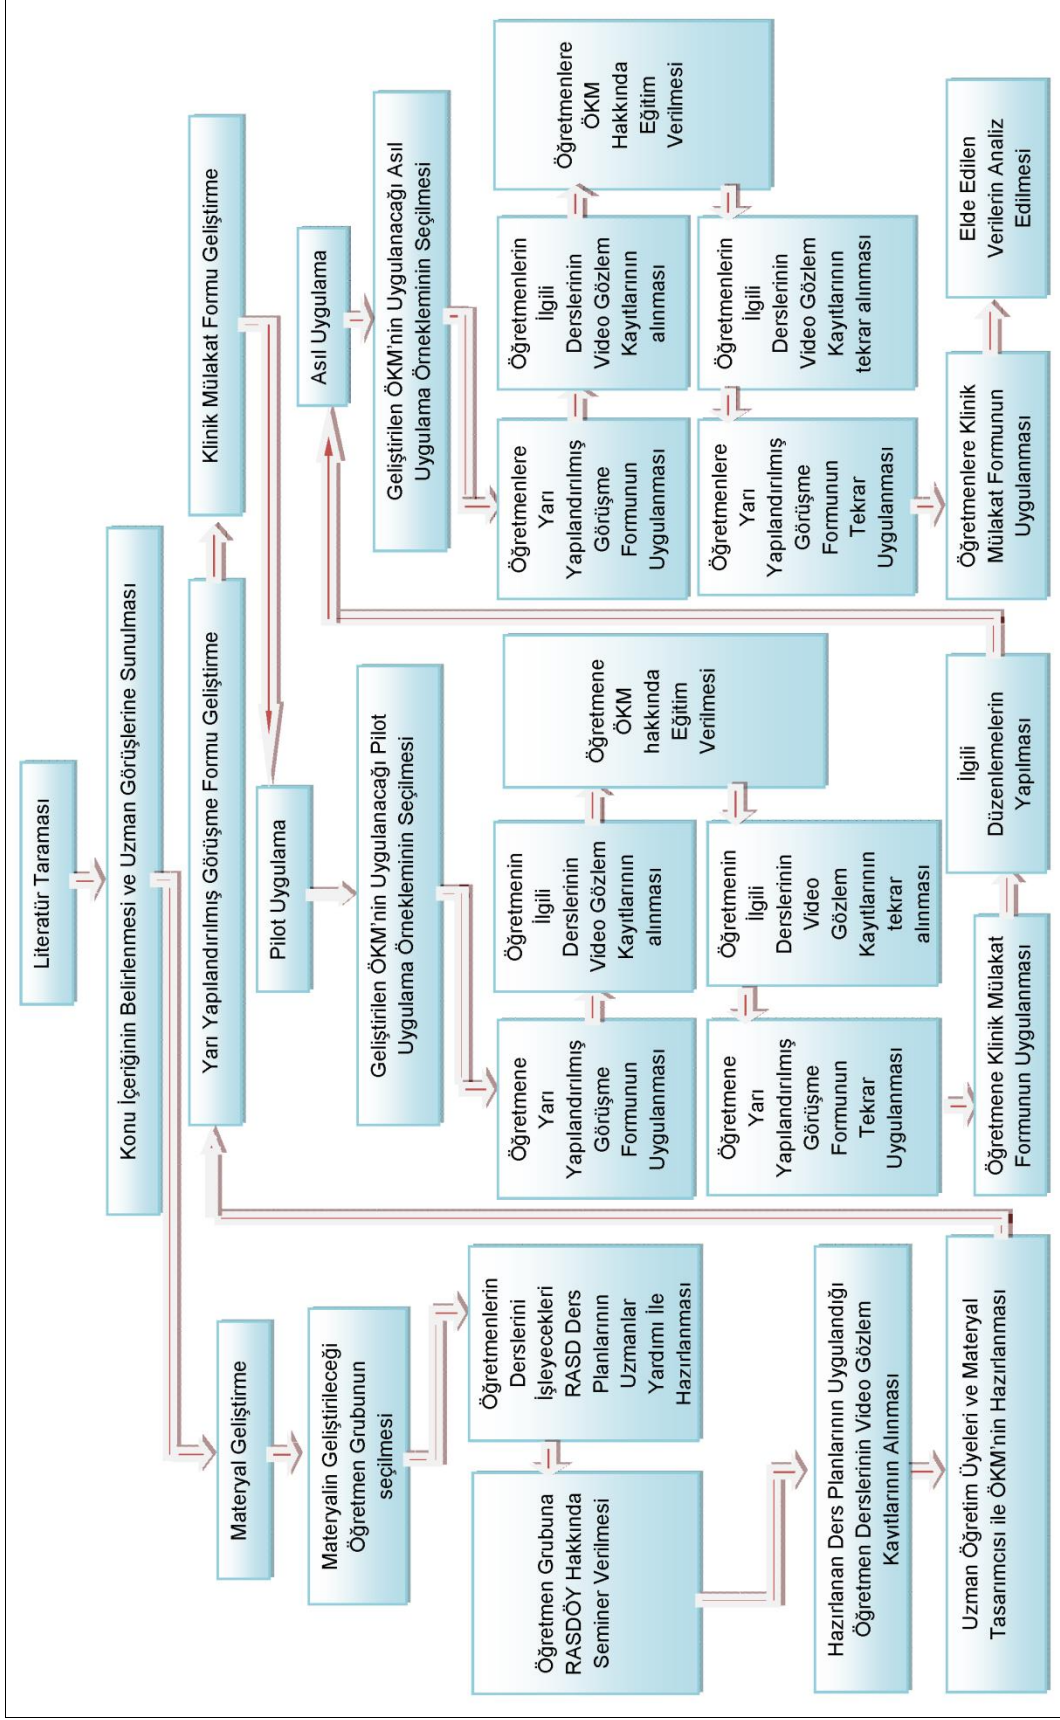 Literatür Taraması
Konu İçeriğinin Belirlenmesi ve Uzman Görüşlerine Sunulması
Materyal Geliştirme
Materyalin Geliştirileceği
Öğretmen Grubunun
seçilmesi
Öğretmenlerin
Derslerini
İşleyecekleri
RASD Ders
Planlarının
Uzmanlar
Yardımı ile
Hazırlanması
Öğretmen Grubuna
RASDÖY Hakkında
Seminer Verilmesi
Hazırlanan Ders Planlarının Uygulandığı
Öğretmen Derslerinin Video Gözlem
Kayıtlarının Alınması
Uzman Öğretim Üyeleri ve Materyal
Tasarımcısı ile ÖKM'nin Hazırlanması
Yarı Yapılandırılmış Görüşme Formu Geliştirme
Klinik Mülakat Formu Geliştirme
Pilot Uygulama
Geliştirilen ÖKM'nin Uygulanacağı Pilot
Uygulama Örnekleminin Seçilmesi
Öğretmene
Yarı
Yapılandırılmış
Görüşme
Formunun
Uygulanması
Öğretmenin
İlgili
Derslerinin
Video Gözlem
Kayıtlarının
alınması
Öğretmene
ÖKM
hakkında
Eğitim
Verilmesi
Öğretmenin
İlgili
Derslerinin
Video
Gözlem
Kayıtlarının
tekrar
alınması
Öğretmene
Yarı
Yapılandırılmış
Görüşme
Formunun
Tekrar
Uygulanması
Öğretmene Klinik Mülakat
Formunun Uygulanması
İlgili
Düzenlemelerin
Yapılması
Asıl Uygulama
Geliştirilen ÖKM'nin Uygulanacağı Asıl
Uygulama Örnekleminin Seçilmesi
Öğretmenlere
Yarı
Yapılandırılmış
Görüşme
Formunun
Uygulanması
Öğretmenlerin
İlgili
Derslerinin
Video Gözlem
Kayıtlarının
alınması
Öğretmenlere
ÖKM
Hakkında
Eğitim
Verilmesi
Öğretmenlerin
İlgili
Derslerinin
Video Gözlem
Kayıtlarının
tekrar alınması
Öğretmenlere
Yarı
Yapılandırılmış
Görüşme
Formunun
Tekrar
Uygulanması
Öğretmenlere Klinik
Mülakat Formunun
Uygulanması
Elde Edilen
Verilerin Analiz
Edilmesi